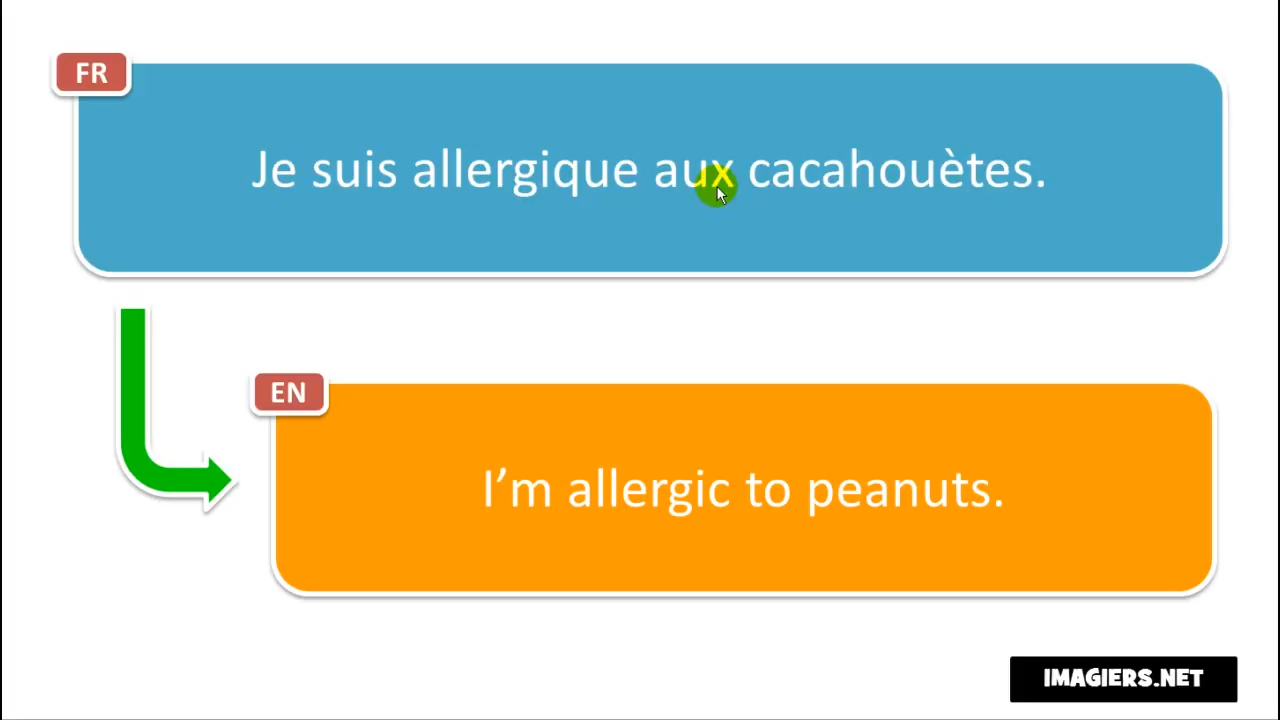 FR
Je suis allergique aux cacahouètes.
EN
I’m allergic to peanuts.
IMAGIERS.NET